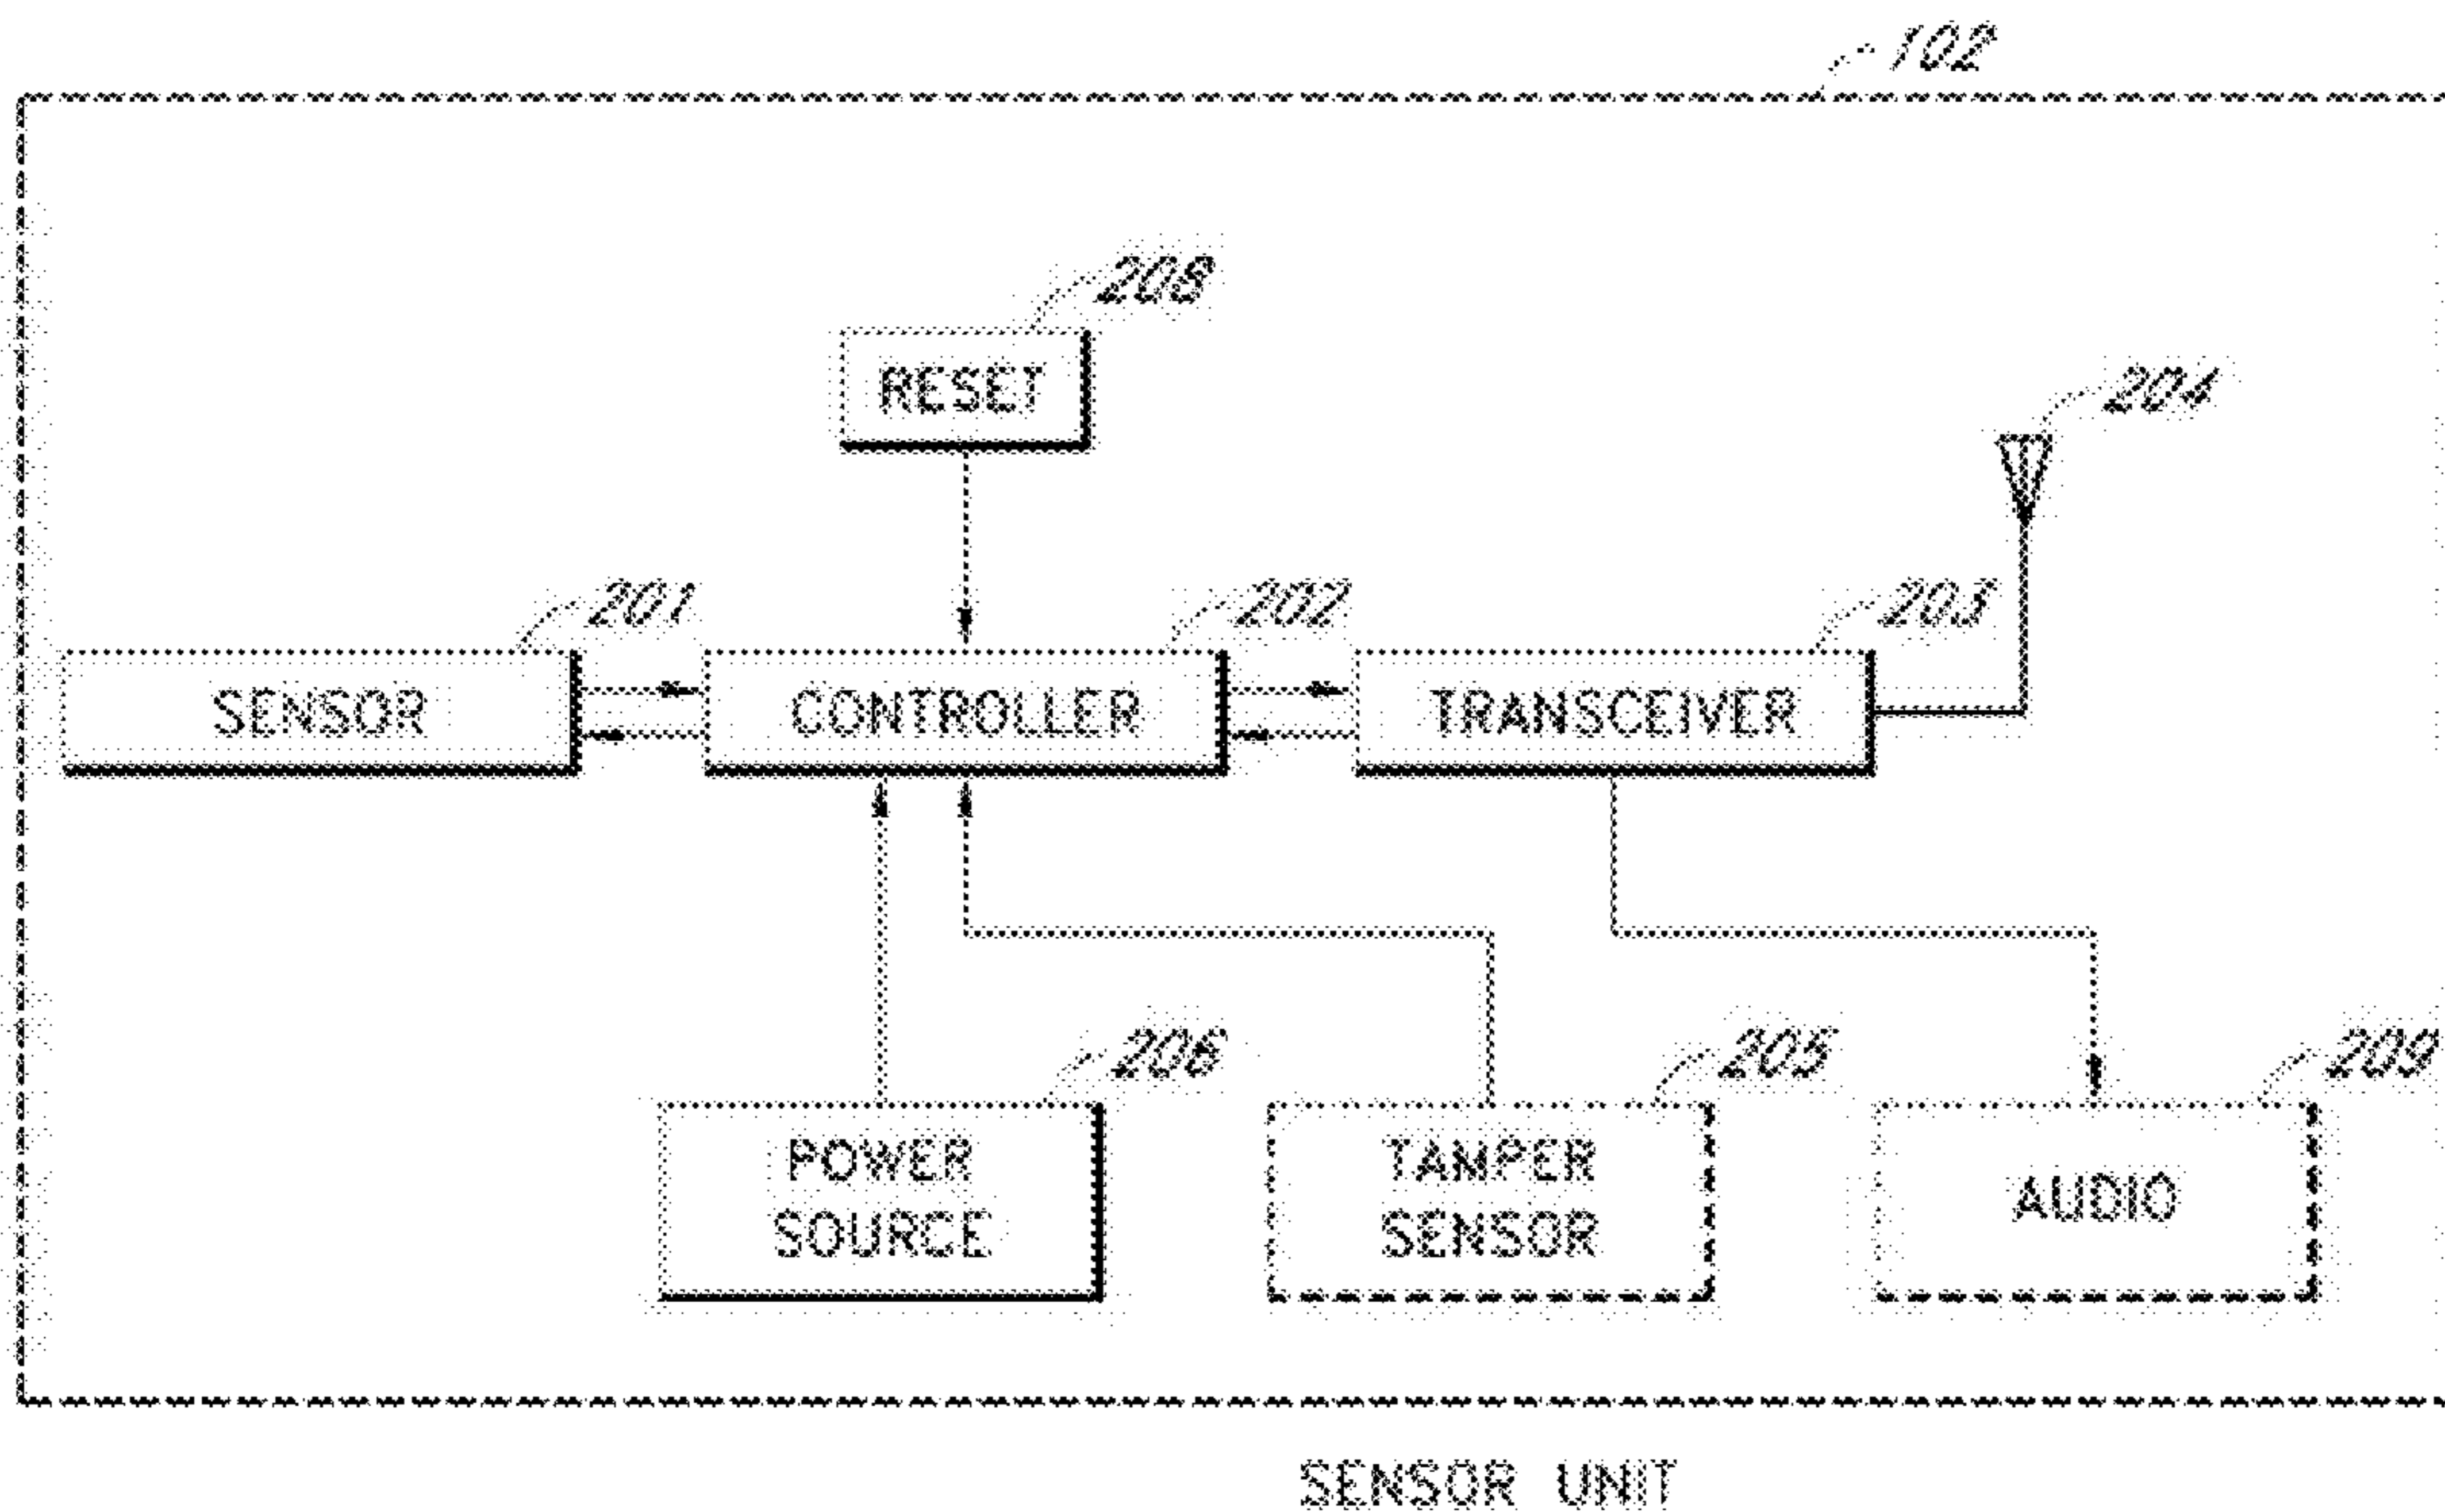 102
208
RESET
204
201
202
203
SENSOR
CONTROLLER
TRANSCEIVER
206
205
209
POWER
SOURCE
TAMPER
SENSOR
AUDIO
SENSOR UNIT